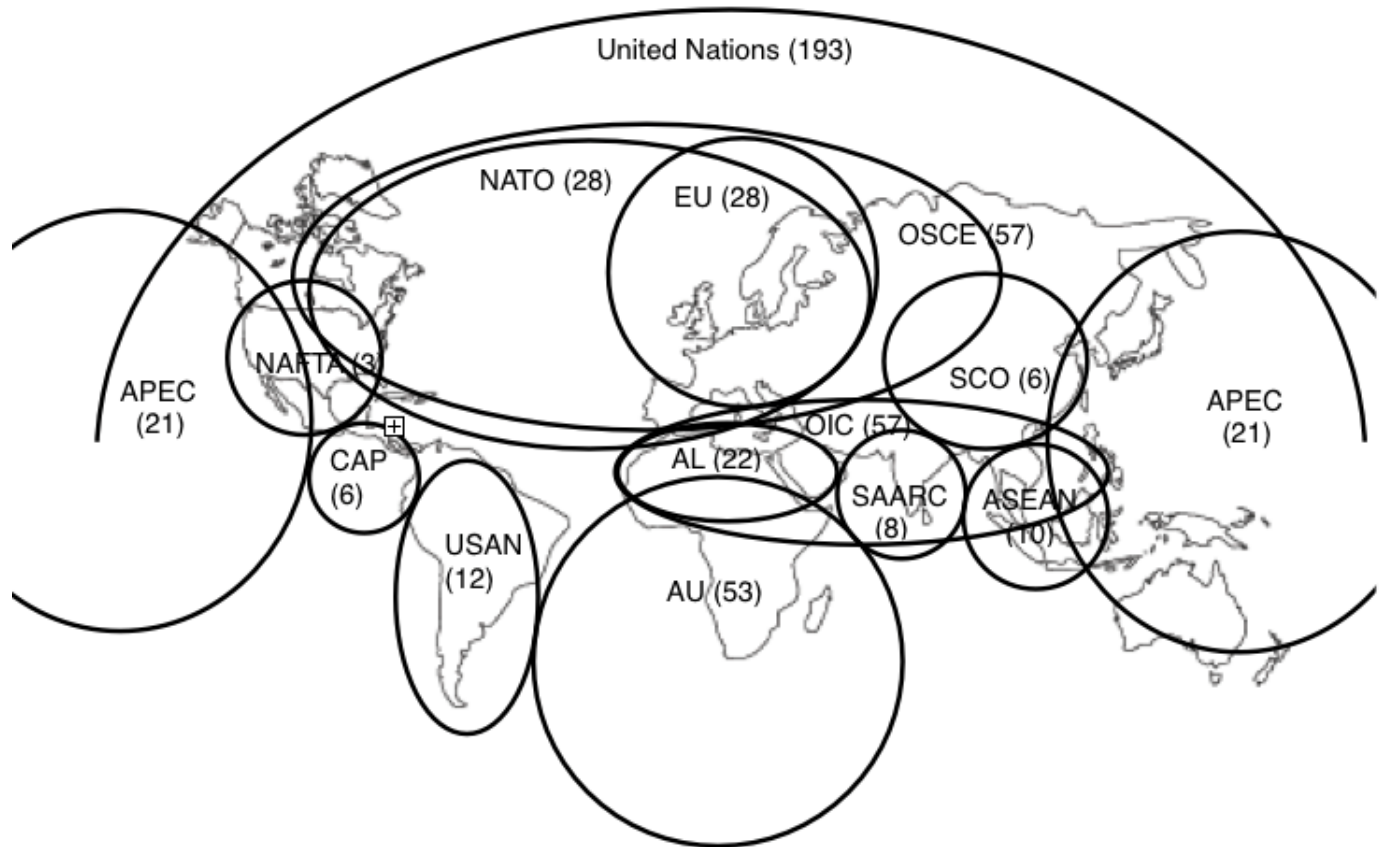 United Nations (193)
NATO (28)
EU (28)
OSCE (57)
NAFTA (3)
SCO (6)
APEC
(21)
APEC
(21)
OIC (57)
CAP
(6)
AL (22)
SAARC
(8)
ASEAN
(10)
USAN
(12)
AU (53)